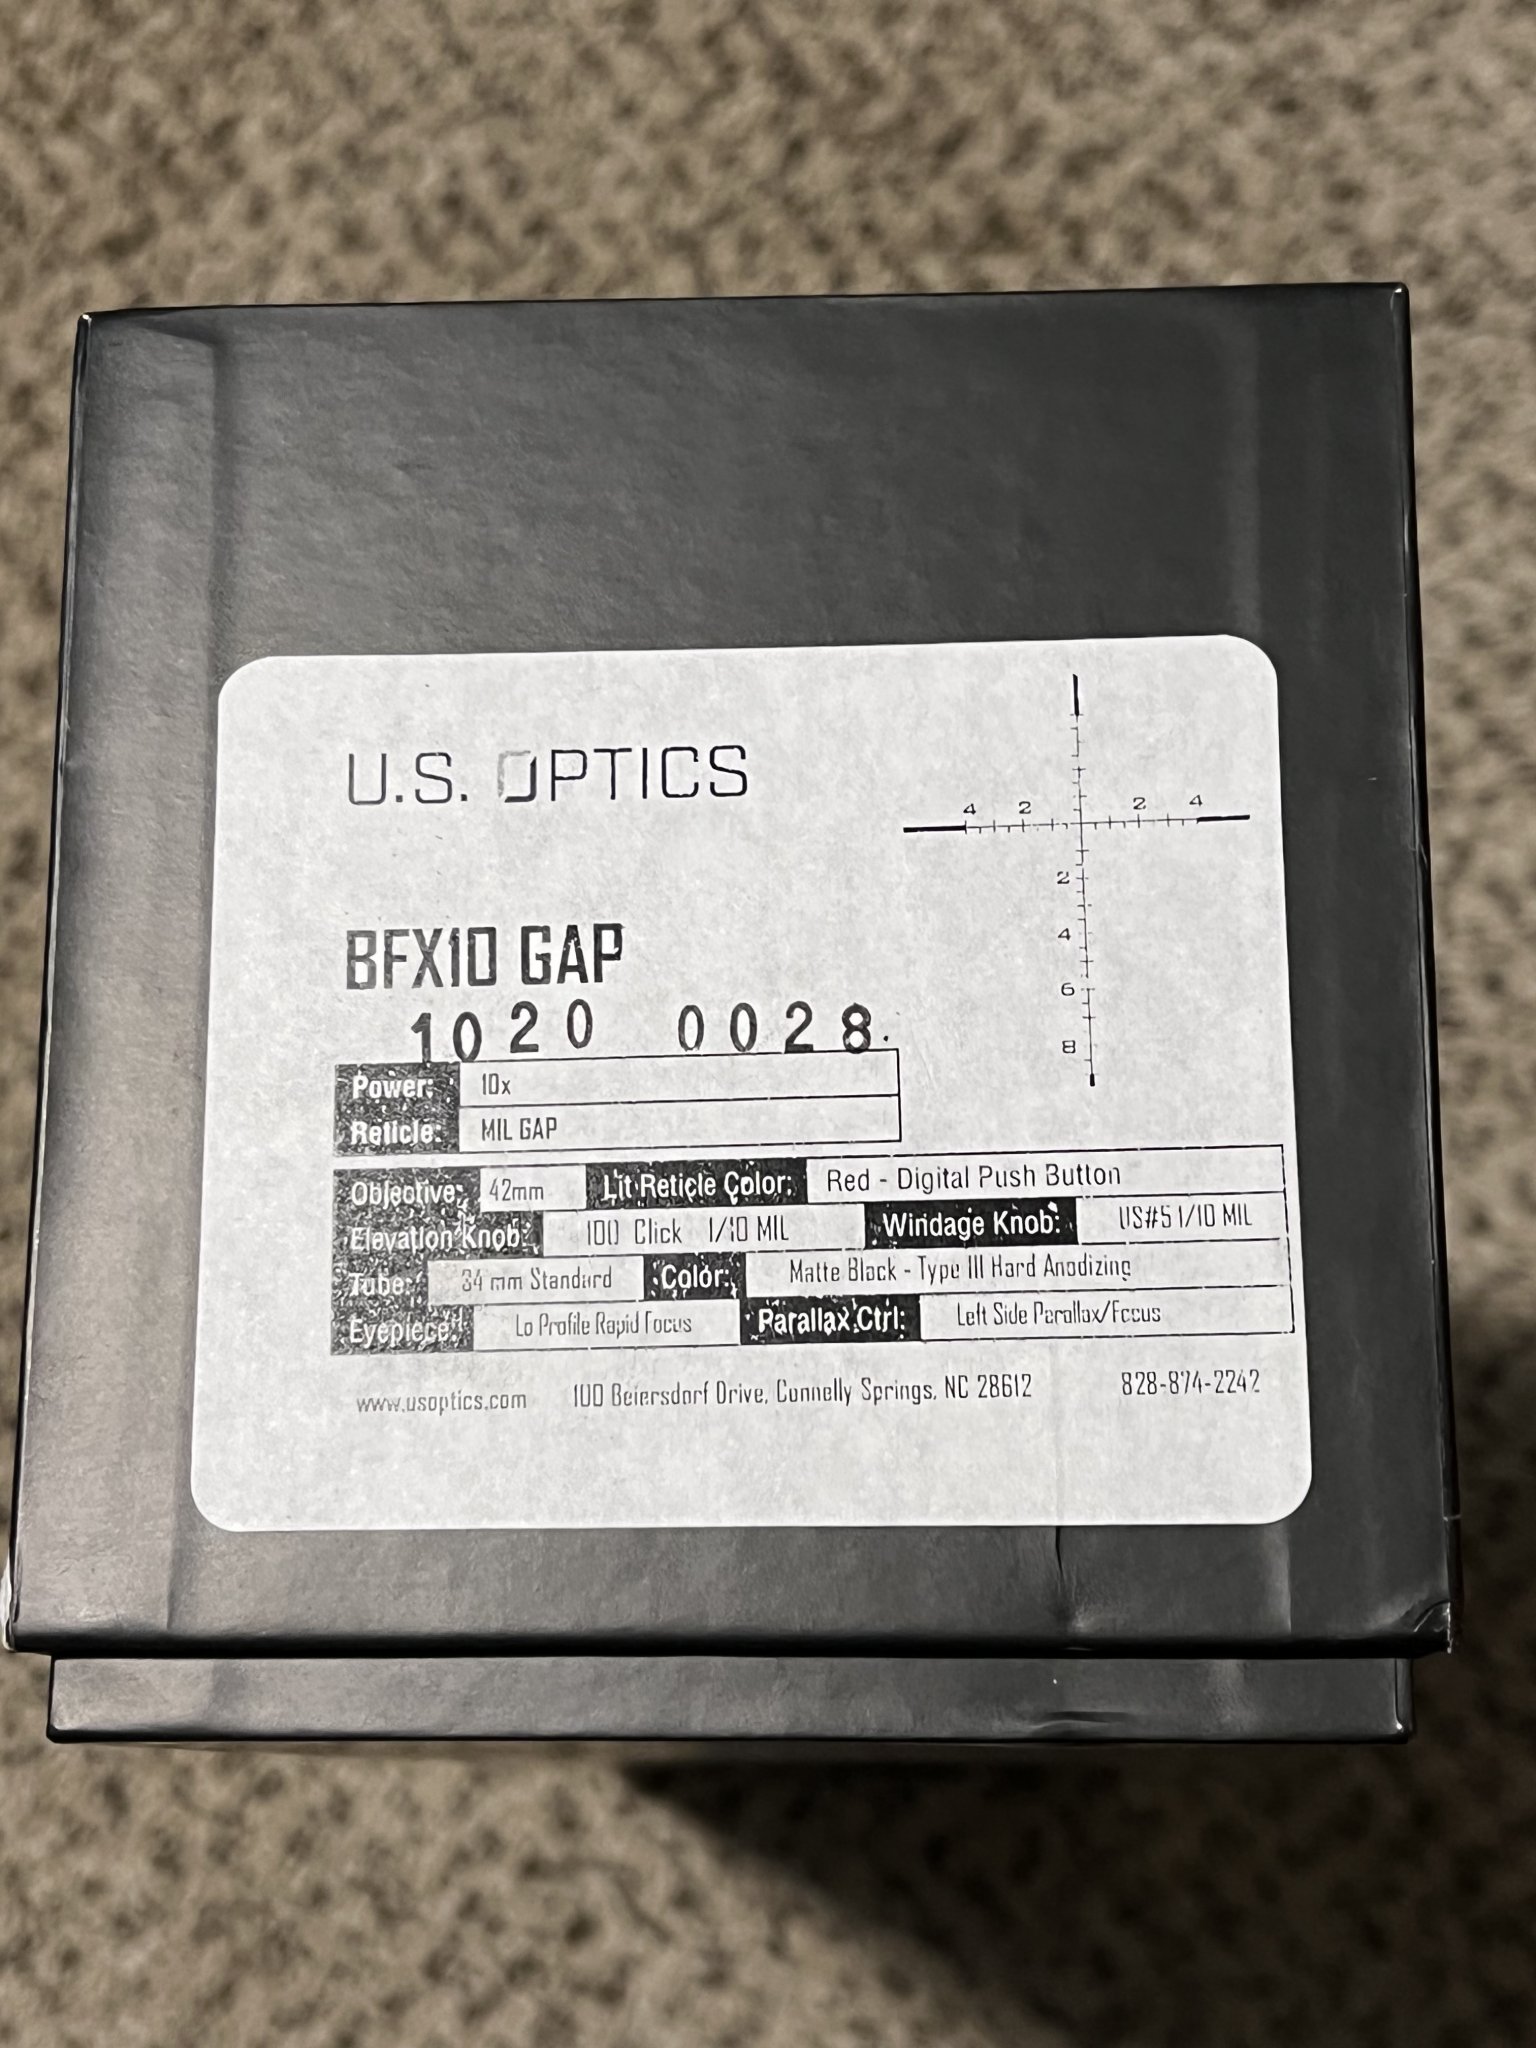 U.S. OPTICS
4 2 2 4
2
4
6
8
BFX10 GAP
1020 0028.
Power: 10x
Reticle: MIL GAP
Objective: 42mm Lit Reticle Color: Red - Digital Push Button
Elevation Knob: 100 Click 1/10 MIL Windage Knob: US#5 1/10 MIL
Tube: 34 mm Standard Color: Matte Black - Type III Hard Anodizing
Eyepiece: Lo Profile Rapid Focus Parallax Ctrl: Left Side Parallax/Focus
www.usoptics.com 100 Beiersdorf Drive, Connelly Springs, NC 28612 828-874-2242